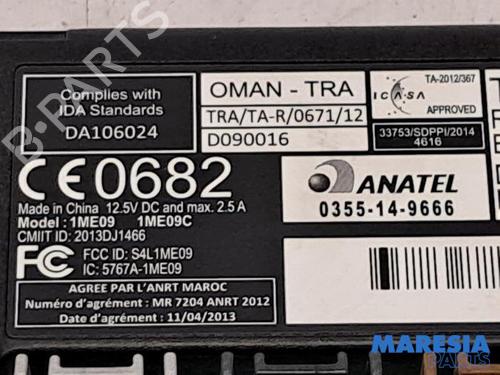 Complies with
IDA Standards
DA106024
OMAN - TRA
TRA/TA-R/0671/12
D090016
TA-2012/367
ICASA
APPROVED
33753/SDPPI/2014
4616
CE0682
Made in China 12.5V DC and max. 2.5 A
Model: 1ME09 1ME09C
CMIIT ID: 2013DJ1466
ANATEL
0355-14-9666
FC FCC ID: S4L1ME09
IC: 5767A-1ME09
AGREE PAR L'ANRT MAROC
Numéro d'agrément: MR 7204 ANRT 2012
Date d'agrément: 11/04/2013
B-PARTS
MARESIA
PARTS